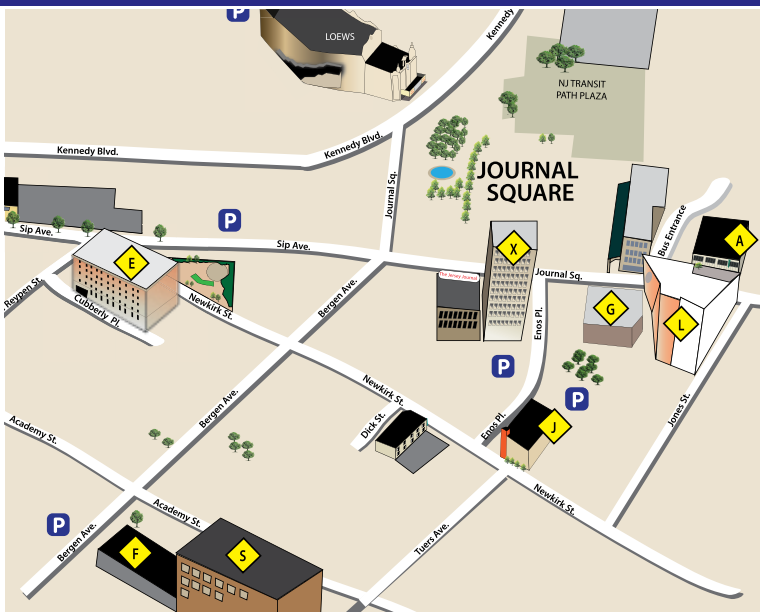 P
LOEWS
Kennedy
NJ TRANSIT
PATH PLAZA
Kennedy Blvd.
Kennedy Blvd.
JOURNAL
SQUARE
Journal Sq.
P
Sip Ave.
Sip Ave.
Bus Entrance
A
X
E
The Jersey Journal
Journal Sq.
Reypen St.
Cubberly Pl.
Newkirk St.
Bergen Ave.
Enos Pl.
G
L
P
Newkirk St.
P
Bergen Ave.
Dick St.
Enos Pl.
J
Jones St.
Academy St.
Newkirk St.
Academy St.
P
Bergen Ave.
Tuers Ave.
F
S